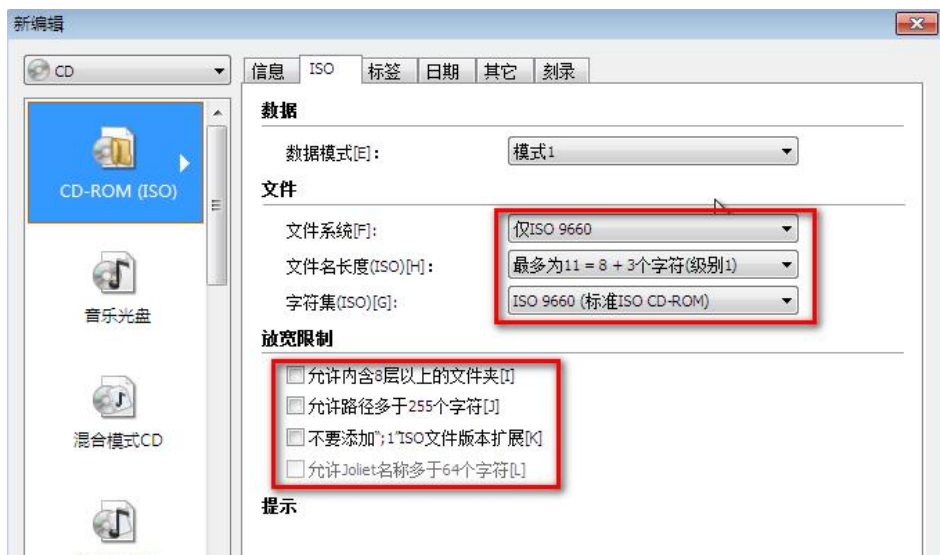 新编辑
CD
信息 ISO 标签 日期 其它 刻录
数据
数据模式[E]: 模式1
CD-ROM (ISO)
文件
文件系统[F]: 仅ISO 9660
文件名长度(ISO)[H]: 最多为11 = 8 + 3个字符(级别1)
字符集(ISO)[G]: ISO 9660 (标准ISO CD-ROM)
音乐光盘
放宽限制
允许内含8层以上的文件夹[I]
允许路径多于255个字符[J]
不要添加";1"ISO文件版本扩展[K]
混合模式CD
允许Joliet名称多于64个字符[L]
提示